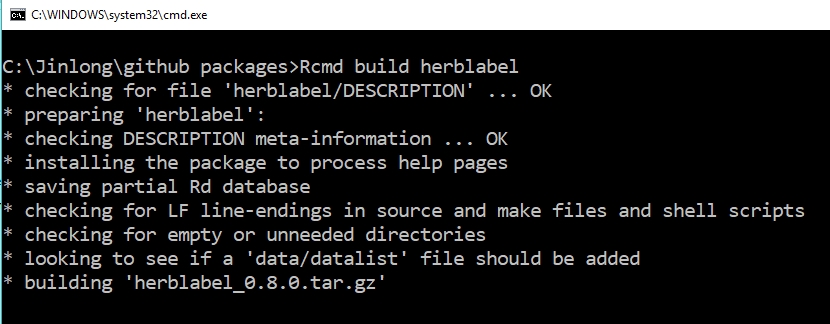 C:\WINDOWS\system32\cmd.exe
C:\Jinlong\github packages>Rcmd build herblabel
* checking for file 'herblabel/DESCRIPTION' ... OK
* preparing 'herblabel':
* checking DESCRIPTION meta-information ... OK
* installing the package to process help pages
* saving partial Rd database
* checking for LF line-endings in source and make files and shell scripts
* checking for empty or unneeded directories
* looking to see if a 'data/datalist' file should be added
* building 'herblabel_0.8.0.tar.gz'